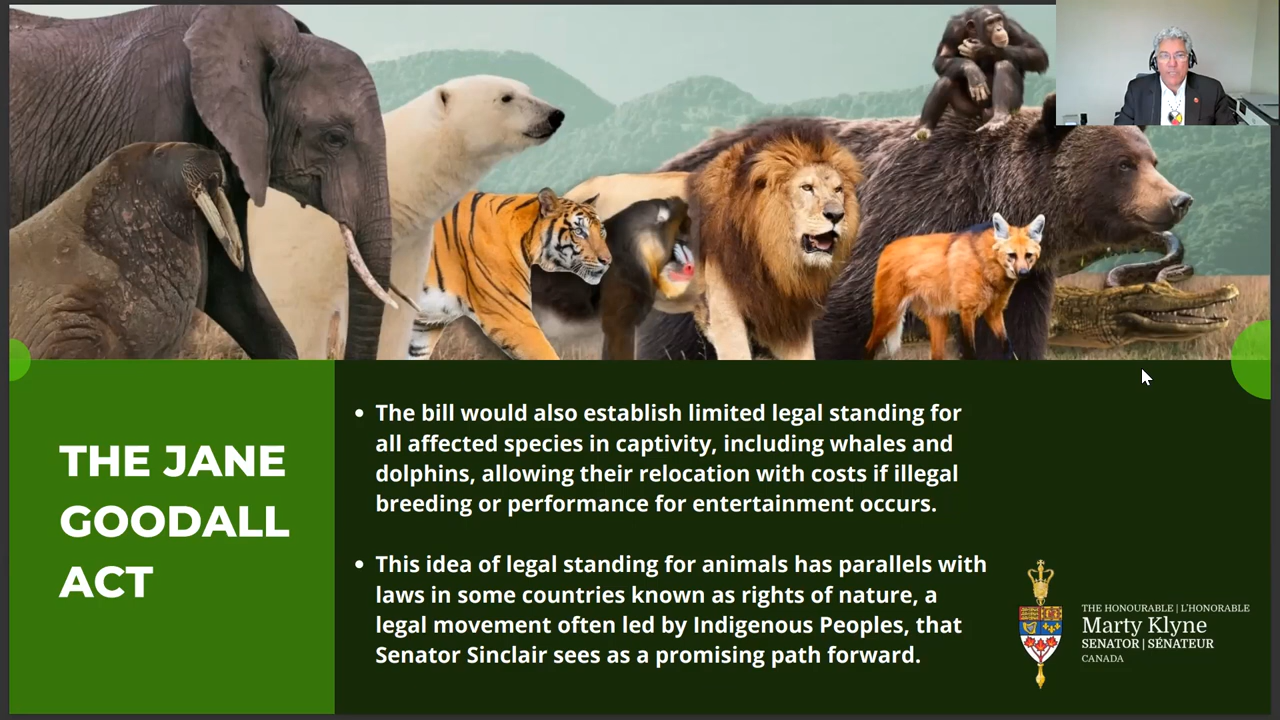 THE JANE
GOODALL
ACT
• The bill would also establish limited legal standing for
all affected species in captivity, including whales and
dolphins, allowing their relocation with costs if illegal
breeding or performance for entertainment occurs.
• This idea of legal standing for animals has parallels with
laws in some countries known as rights of nature, a
legal movement often led by Indigenous Peoples, that
Senator Sinclair sees as a promising path forward.
THE HONOURABLE | L'HONORABLE
Marty Klyne
SENATOR | SÉNATEUR
CANADA